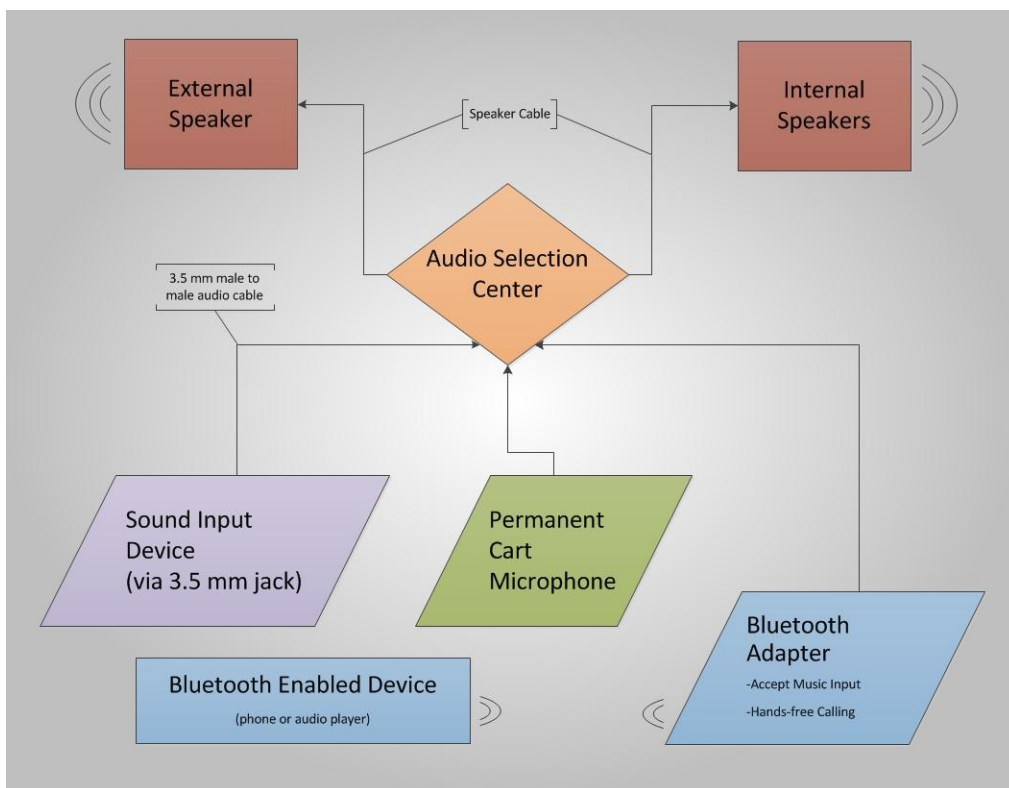 External
Speaker
Speaker Cable
Internal
Speakers
Audio Selection
Center
3.5 mm male to
male audio cable
Sound Input
Device
(via 3.5 mm jack)
Permanent
Cart
Microphone
Bluetooth
Adapter
-Accept Music Input
-Hands-free Calling
Bluetooth Enabled Device
(phone or audio player)